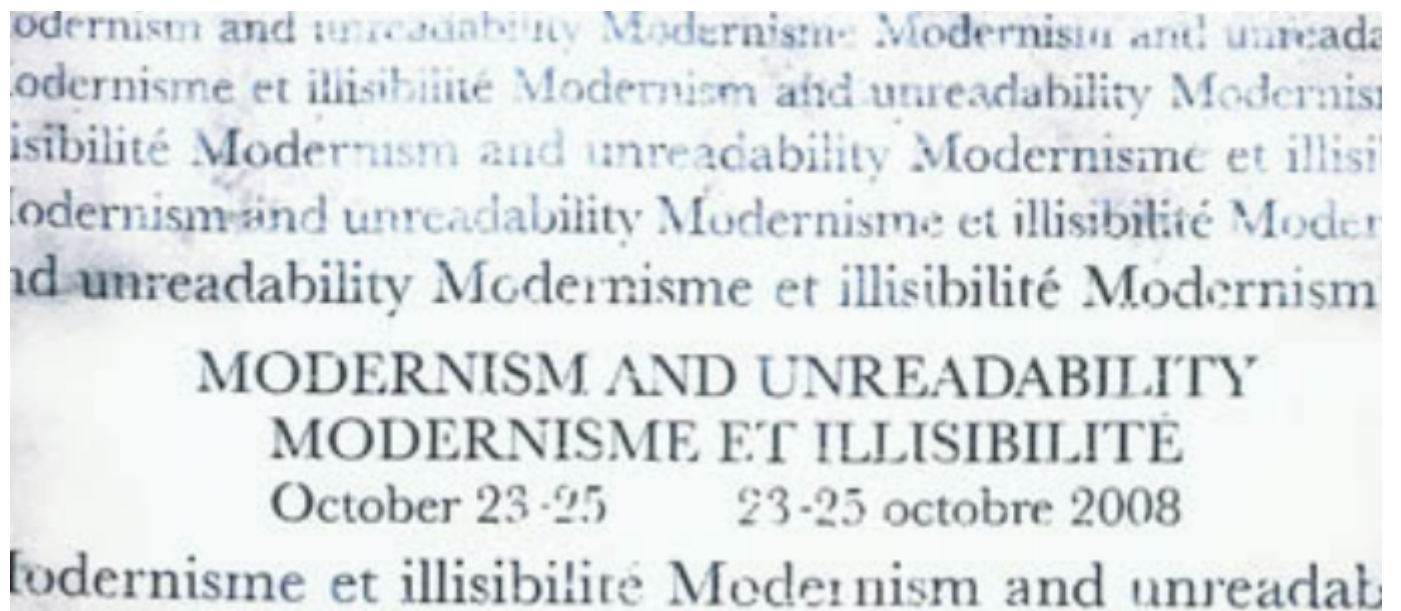 odernism and unreadability Modernisme Modernism and unreada
odernisme et illisibilité Modernism and unreadability Modernis
isibilité Modernism and unreadability Modernisme et illisi
odernism and unreadability Modernisme et illisibilité Moder
nd unreadability Modernisme et illisibilité Modernism
MODERNISM AND UNREADABILITY
MODERNISME ET ILLISIBILITÉ
October 23-25 23-25 octobre 2008
odernisme et illisibilité Modernism and unreadab